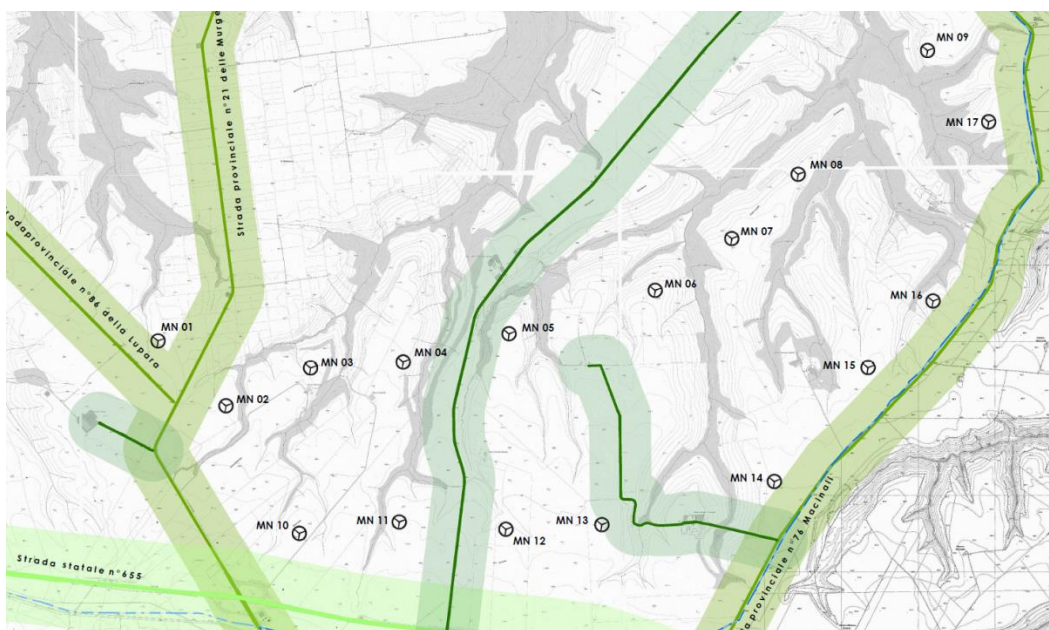 MN 09
MN 17
Strada provinciale n°21 delle Murge
MN 08
MN 07
MN 06
MN 16
radaprovinciale n°86 della Lupara
MN 01
MN 05
MN 04
MN 03
MN 15
MN 02
MN 14
MN 10
MN 11
MN 12
MN 13
da provinciale n°76 Macinali
Strada statale n°655